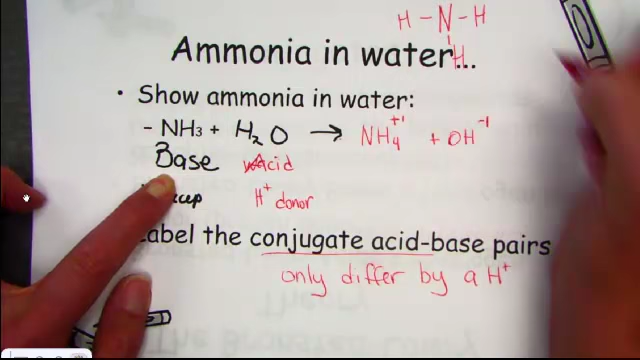 H - N - H
H
Ammonia in water...
• Show ammonia in water:
- NH₃ + H₂O → NH₄⁺¹ + OH⁻¹
Base Acid
H⁺ donor
Label the conjugate acid-base pairs
only differ by a H⁺